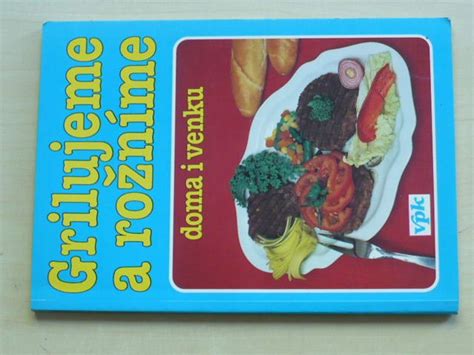 Grilujeme
a rožníme
doma i venku
vpk